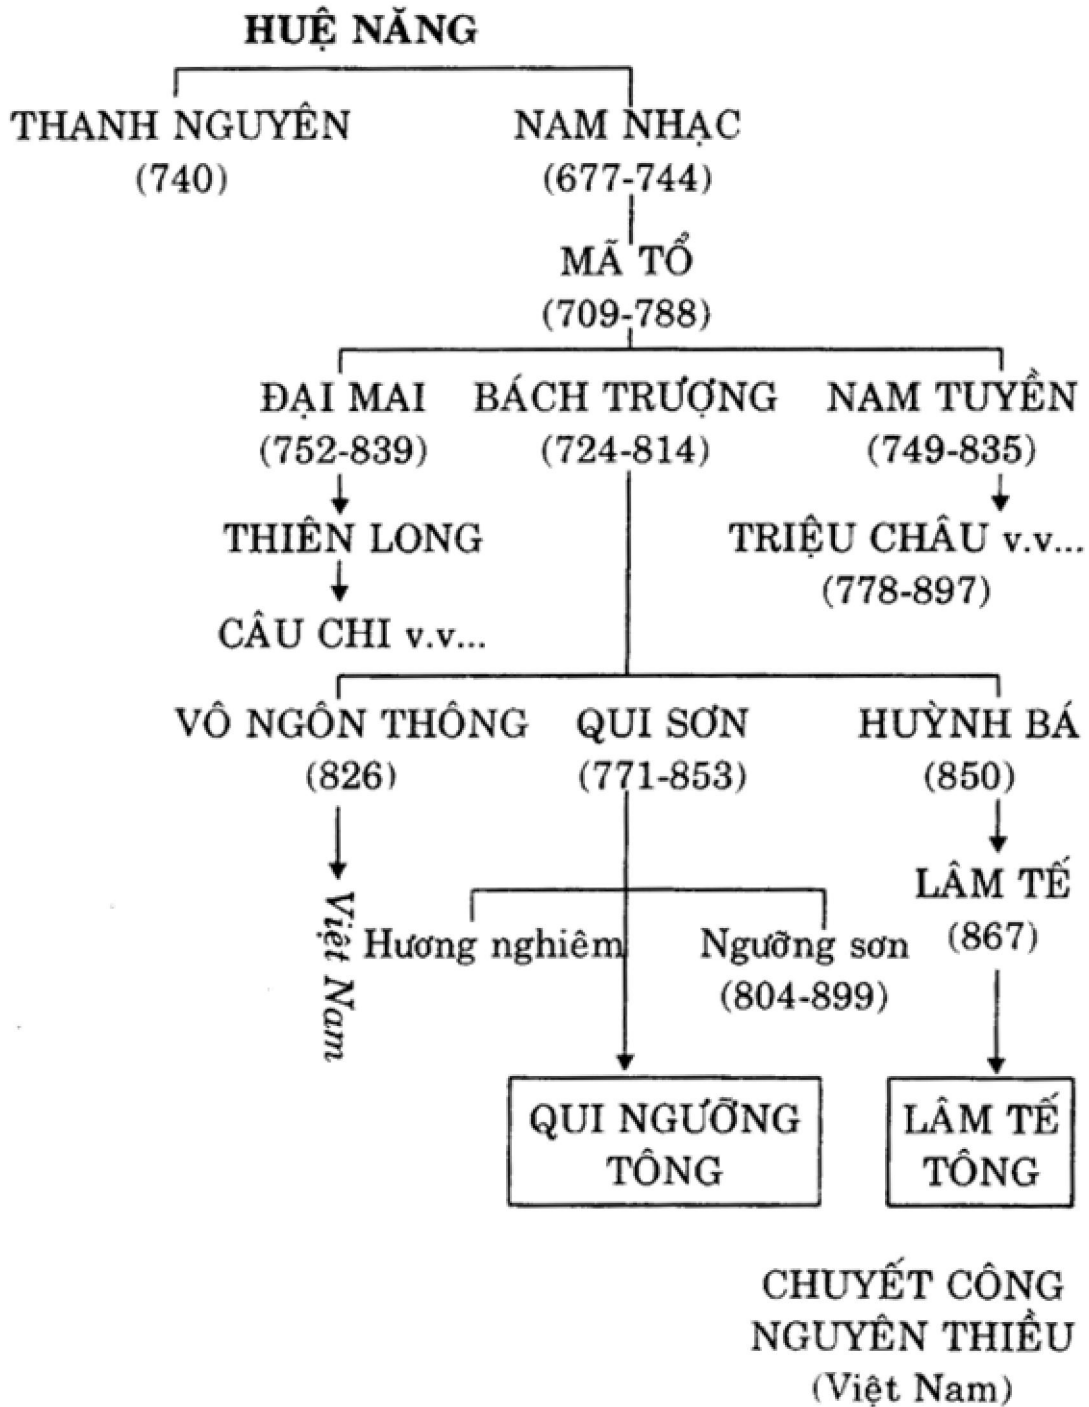 HUỆ NĂNG
THANH NGUYÊN NAM NHẠC
(740) (677-744)
MÃ TỔ
(709-788)
ĐẠI MAI BÁCH TRƯỢNG NAM TUYỀN
(752-839) (724-814) (749-835)
THIÊN LONG TRIỆU CHÂU v.v...
(778-897)
CÂU CHI v.v...
VÔ NGÔN THÔNG QUI SƠN HUỲNH BÁ
(826) (771-853) (850)
LÂM TẾ
(867)
Việt Nam
Hương nghiêm Ngưỡng sơn
(804-899)
QUI NGƯỠNG
TÔNG
LÂM TẾ
TÔNG
CHUYẾT CÔNG
NGUYÊN THIỀU
(Việt Nam)